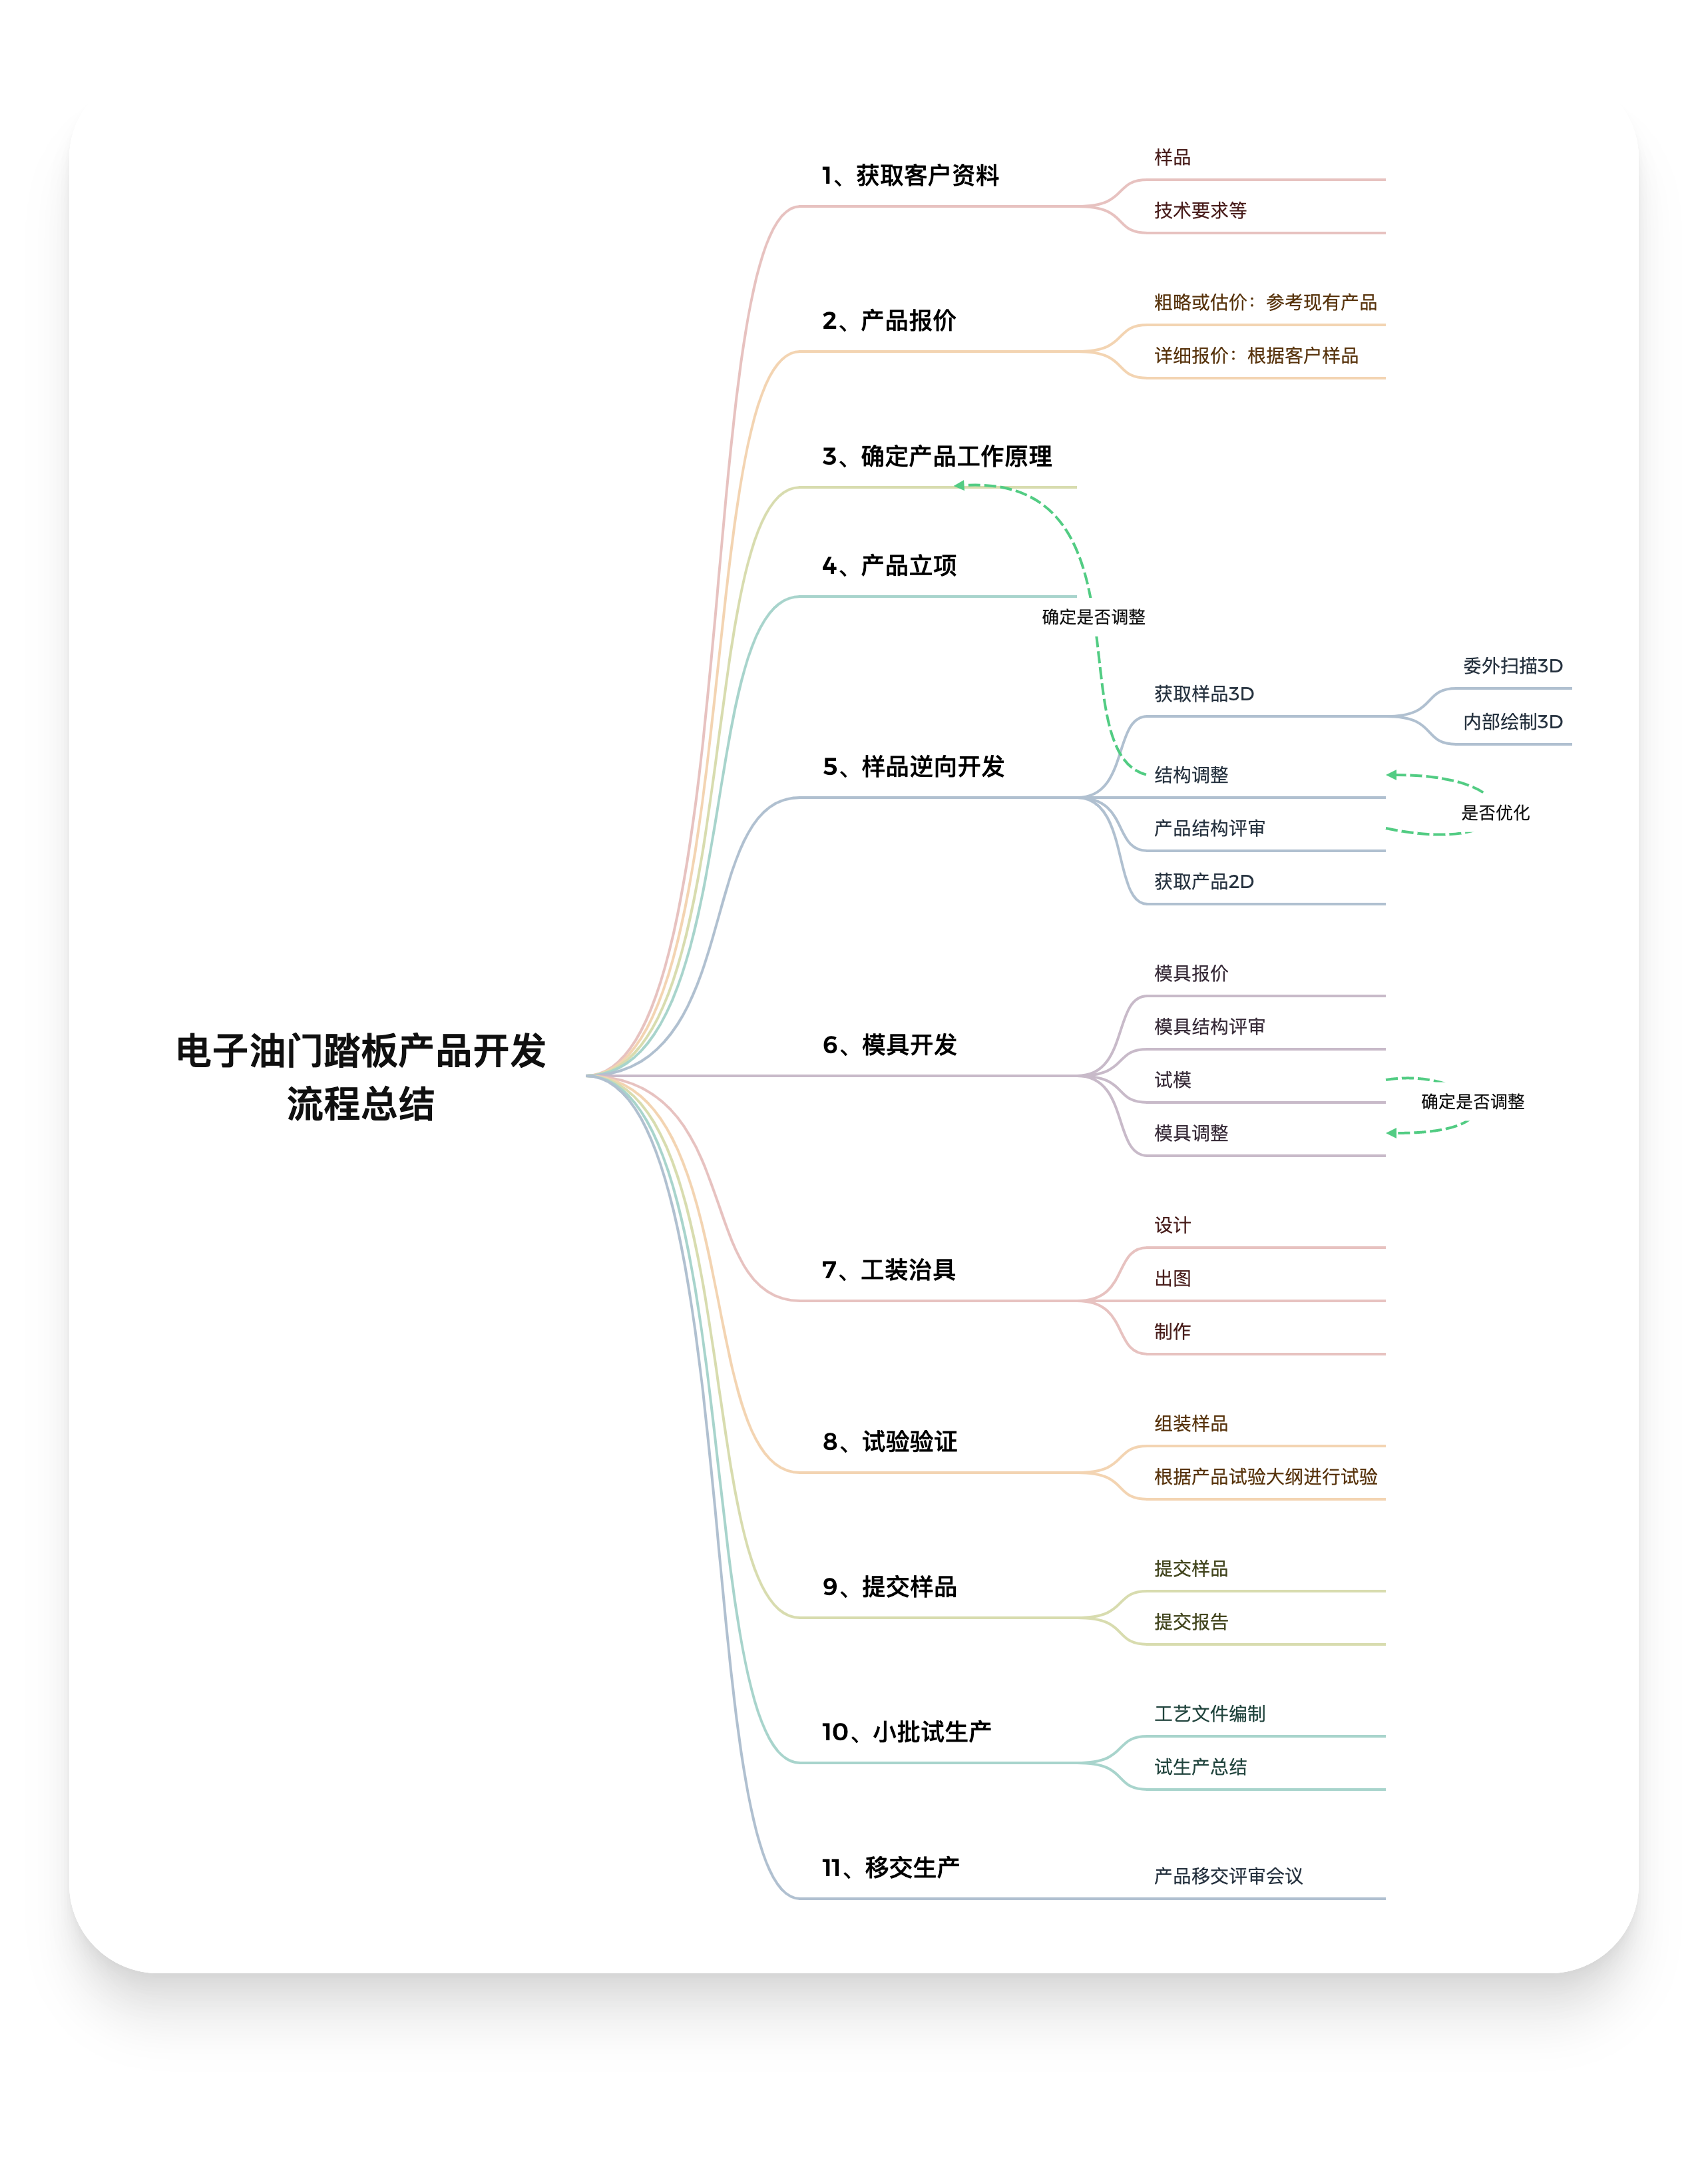 电子油门踏板产品开发
流程总结
1、获取客户资料
样品
技术要求等
2、产品报价
粗略或估价：参考现有产品
详细报价：根据客户样品
3、确定产品工作原理
4、产品立项
确定是否调整
5、样品逆向开发
获取样品3D
委外扫描3D
内部绘制3D
结构调整
是否优化
产品结构评审
获取产品2D
6、模具开发
模具报价
模具结构评审
试模
确定是否调整
模具调整
7、工装治具
设计
出图
制作
8、试验验证
组装样品
根据产品试验大纲进行试验
9、提交样品
提交样品
提交报告
10、小批试生产
工艺文件编制
试生产总结
11、移交生产
产品移交评审会议